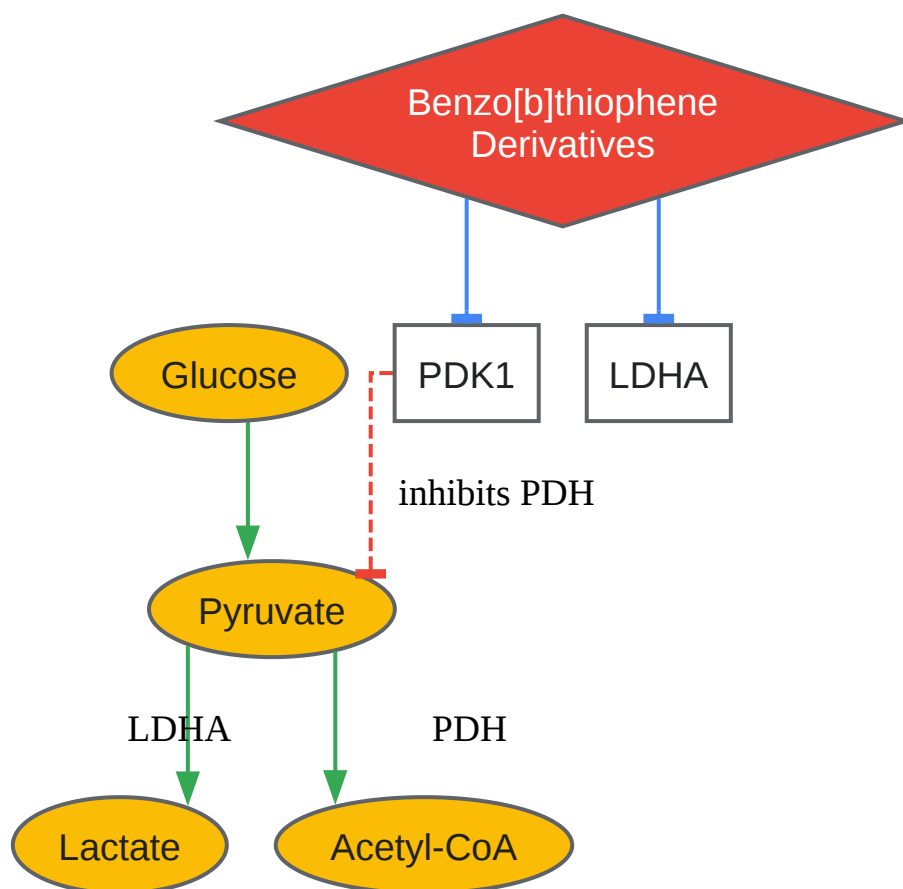 Benzo[b]thiophene
Derivatives
Glucose
PDK1
LDHA
inhibits PDH
Pyruvate
LDHA
PDH
Lactate
Acetyl-CoA